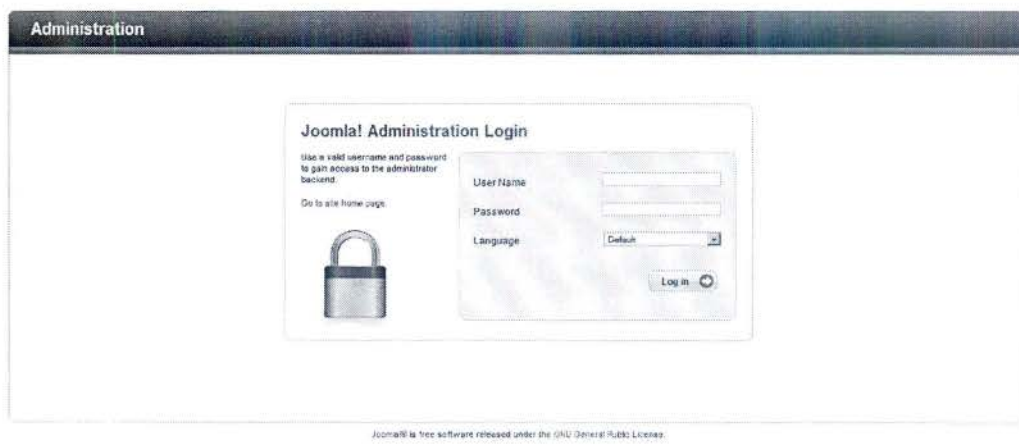 Administration
Joomla! Administration Login
Use a valid username and password
to gain access to the administrator
backend.
Go to site home page.
User Name
Password
Language
Default
Log in
Joomla!® is free software released under the GNU General Public License.